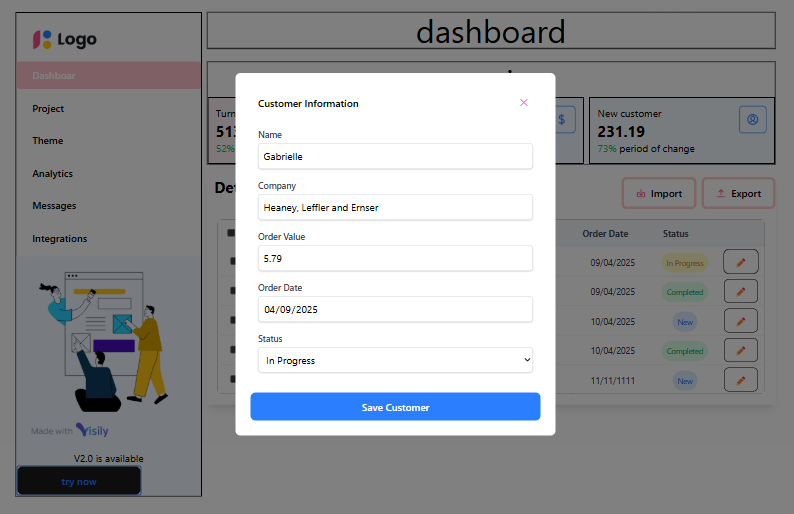 Logo
dashboard
Dashboar
Project
Theme
Analytics
Messages
Integrations
Made with Visily
V2.0 is available
try now
Turn
513
52%
$
New customer
231.19
73% period of change
Det
Import
Export
Order Date
Status
09/04/2025
In Progress
09/04/2025
Completed
10/04/2025
New
10/04/2025
Completed
11/11/1111
New
Customer Information
Name
Gabrielle
Company
Heaney, Leffler and Ernser
Order Value
5.79
Order Date
04/09/2025
Status
In Progress
Save Customer